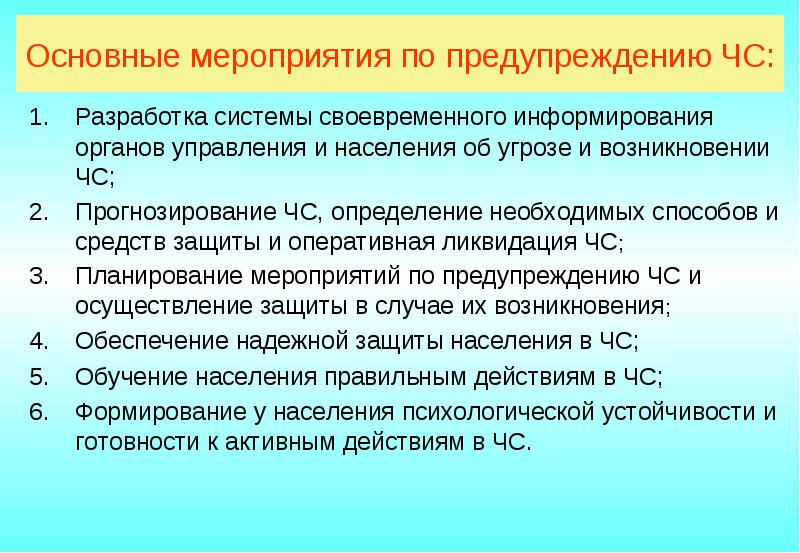 Основные мероприятия по предупреждению ЧС:
1. Разработка системы своевременного информирования
органов управления и населения об угрозе и возникновении
ЧС;
2. Прогнозирование ЧС, определение необходимых способов и
средств защиты и оперативная ликвидация ЧС;
3. Планирование мероприятий по предупреждению ЧС и
осуществление защиты в случае их возникновения;
4. Обеспечение надежной защиты населения в ЧС;
5. Обучение населения правильным действиям в ЧС;
6. Формирование у населения психологической устойчивости и
готовности к активным действиям в ЧС.